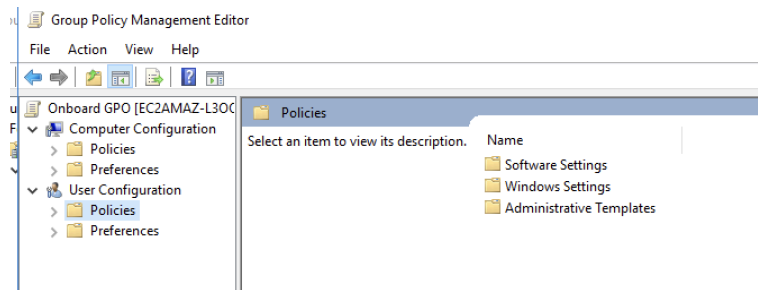 Group Policy Management Editor
File Action View Help
Onboard GPO [EC2AMAZ-L3OC
Computer Configuration
Policies
Preferences
User Configuration
Policies
Preferences
Policies
Select an item to view its description.
Name
Software Settings
Windows Settings
Administrative Templates